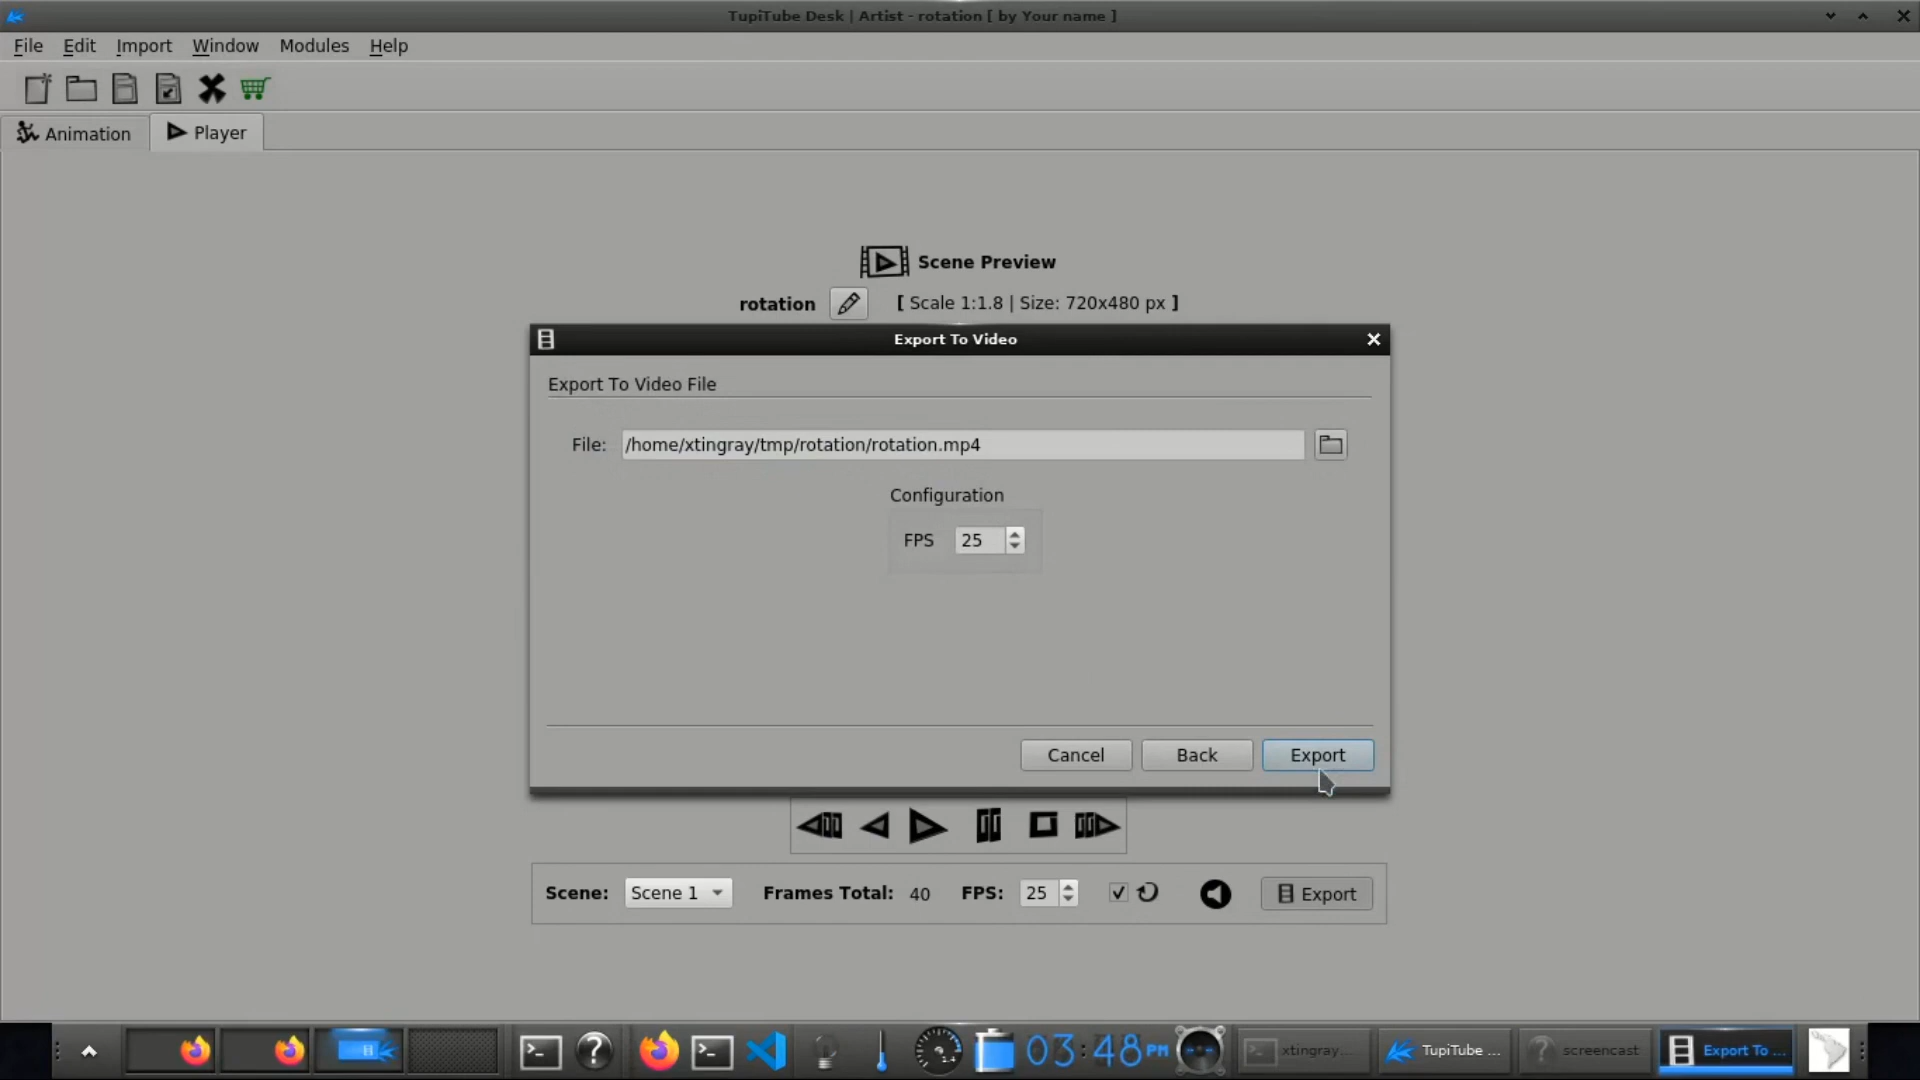 TupiTube Desk | Artist - rotation [ by Your name ]
File Edit Import Window Modules Help
Animation Player
Scene Preview
rotation [ Scale 1:1.8 | Size: 720x480 px ]
Export To Video
Export To Video File
File: /home/xtingray/tmp/rotation/rotation.mp4
Configuration
FPS 25
Cancel Back Export
Scene: Scene 1 Frames Total: 40 FPS: 25 Export
03:48 PM xtingray... TupiTube ... screencast Export To ...